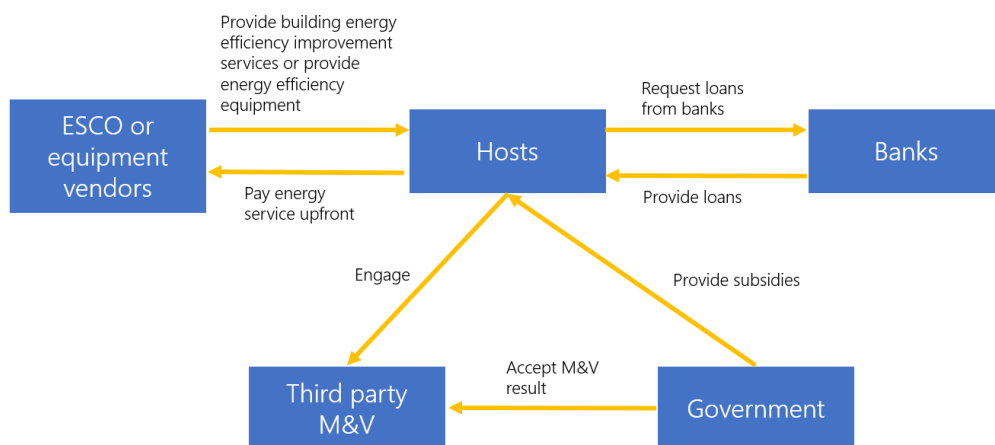 Provide building energy
efficiency improvement
services or provide
energy efficiency
equipment
Request loans
from banks
ESCO or
equipment
vendors
Hosts
Banks
Pay energy
service upfront
Provide loans
Engage
Provide subsidies
Accept M&V
result
Third party
M&V
Government